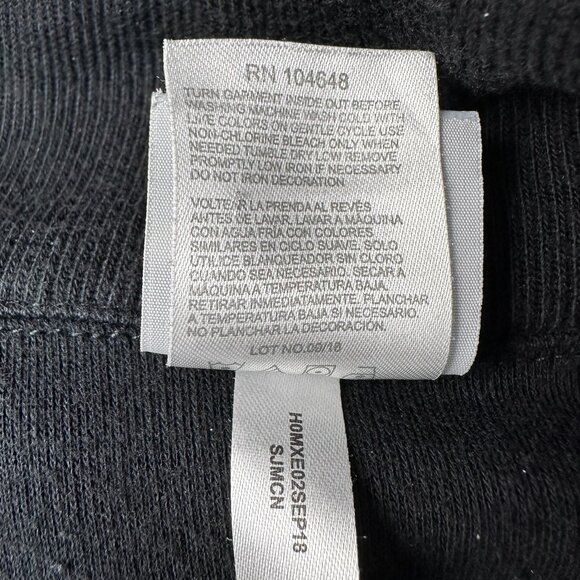 RN 104648
TURN GARMENT INSIDE OUT BEFORE
WASHING MACHINE WASH COLD WITH
LIKE COLORS ON GENTLE CYCLE USE
NON-CHLORINE BLEACH ONLY WHEN
NEEDED TUMBLE DRY LOW REMOVE
PROMPTLY LOW IRON IF NECESSARY
DO NOT IRON DECORATION.
VOLTEAR LA PRENDA AL REVÉS
ANTES DE LAVAR, LAVAR A MÁQUINA
CON AGUA FRÍA CON COLORES
SIMILARES EN CICLO SUAVE. SOLO
UTILICE BLANQUEADOR SIN CLORO
CUANDO SEA NECESARIO. SECAR A
MÁQUINA A TEMPERATURA BAJA.
RETIRAR INMEDIATAMENTE. PLANCHAR
A TEMPERATURA BAJA SI NECESARIO.
NO PLANCHAR LA DECORACIÓN.
LOT NO.09/18
H0MXE02SEP18
SJMCN